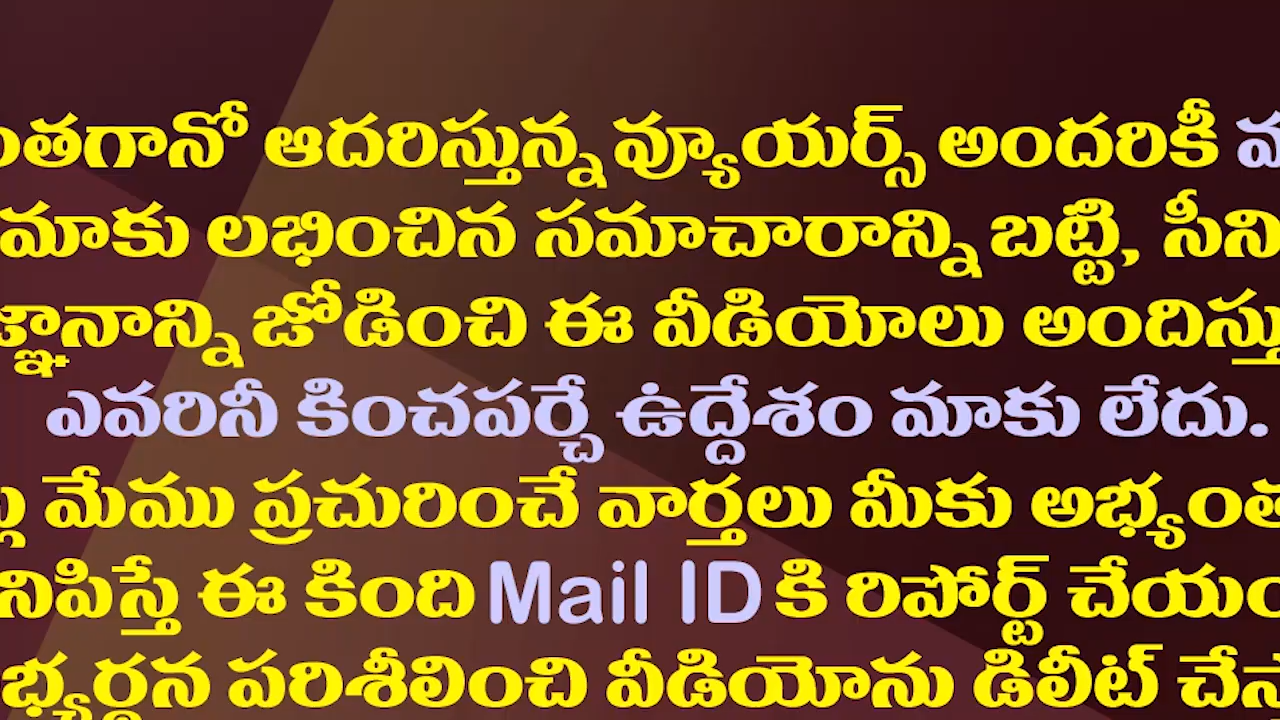 ఆదరిస్తున్న వ్యూయర్స్ అందరికీ
మాకు లభించిన సమాచారాన్ని బట్టి,
జోడించి ఈ వీడియోలు
ఎవరినీ కించపర్చే ఉద్దేశం మాకు లేదు.
మేము ప్రచురించే వార్తలు మీకు
ఈ కింది Mail ID కి రిపోర్ట్
పరిశీలించి వీడియోను డిలీట్